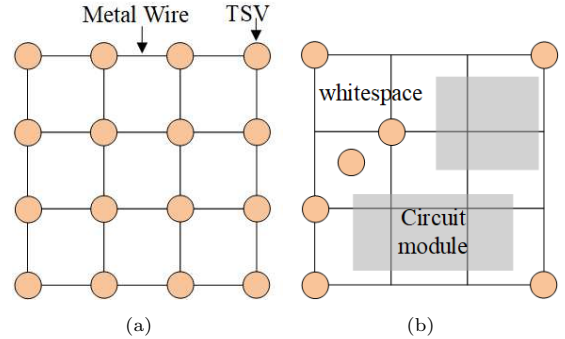 Metal Wire
TSV
whitespace
Circuit
module
(a)
(b)